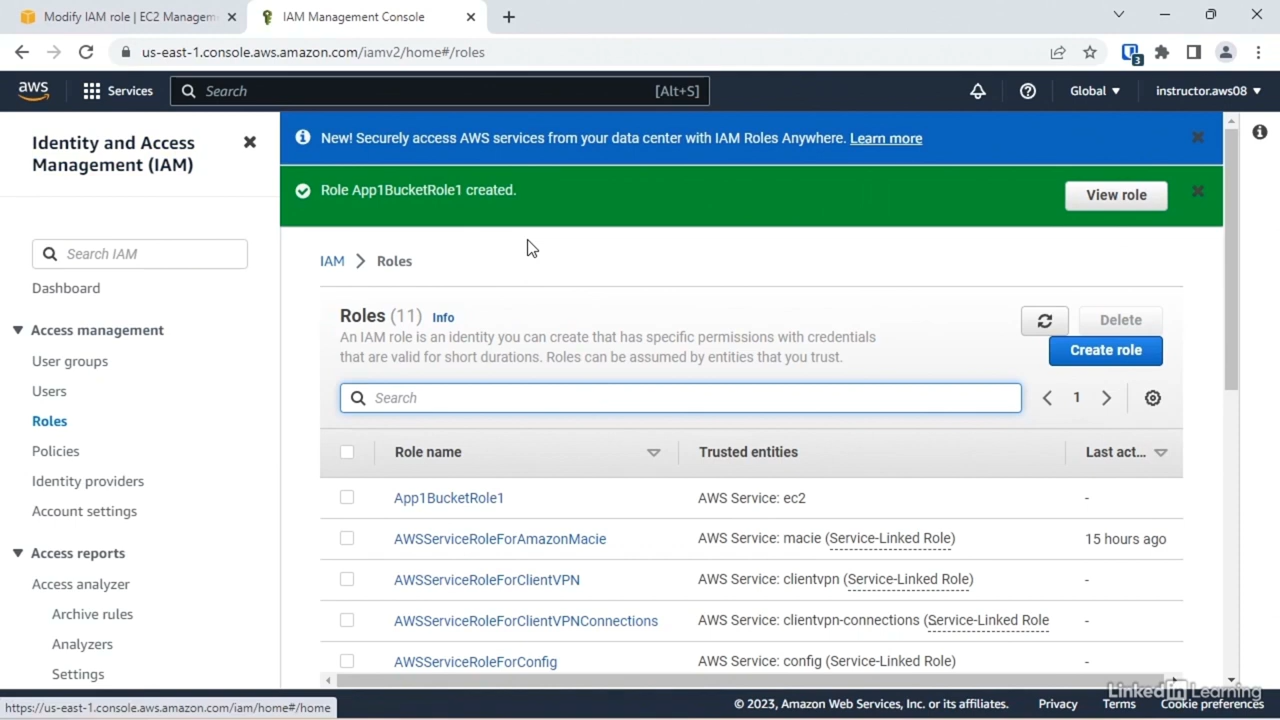 Modify IAM role | EC2 Managem
IAM Management Console
us-east-1.console.aws.amazon.com/iamv2/home#/roles
3
aws
Services
Search
[Alt+S]
Global
instructor.aws08
Identity and Access
Management (IAM)
New! Securely access AWS services from your data center with IAM Roles Anywhere. Learn more
Role App1BucketRole1 created.
View role
Search IAM
Dashboard
Access management
User groups
Users
Roles
Policies
Identity providers
Account settings
Access reports
Access analyzer
Archive rules
Analyzers
Settings
IAM > Roles
Roles (11) Info
An IAM role is an identity you can create that has specific permissions with credentials
that are valid for short durations. Roles can be assumed by entities that you trust.
Delete
Create role
Search
1
Role name
Trusted entities
Last act...
App1BucketRole1
AWS Service: ec2
-
AWSServiceRoleForAmazonMacie
AWS Service: macie (Service-Linked Role)
15 hours ago
AWSServiceRoleForClientVPN
AWS Service: clientvpn (Service-Linked Role)
-
AWSServiceRoleForClientVPNConnections
AWS Service: clientvpn-connections (Service-Linked Role
-
AWSServiceRoleForConfig
AWS Service: config (Service-Linked Role)
-
https://us-east-1.console.aws.amazon.com/iam/home#/home
© 2023, Amazon Web Services, Inc. or its affiliates.
Privacy
Terms
Cookie preferences
LinkedIn Learning